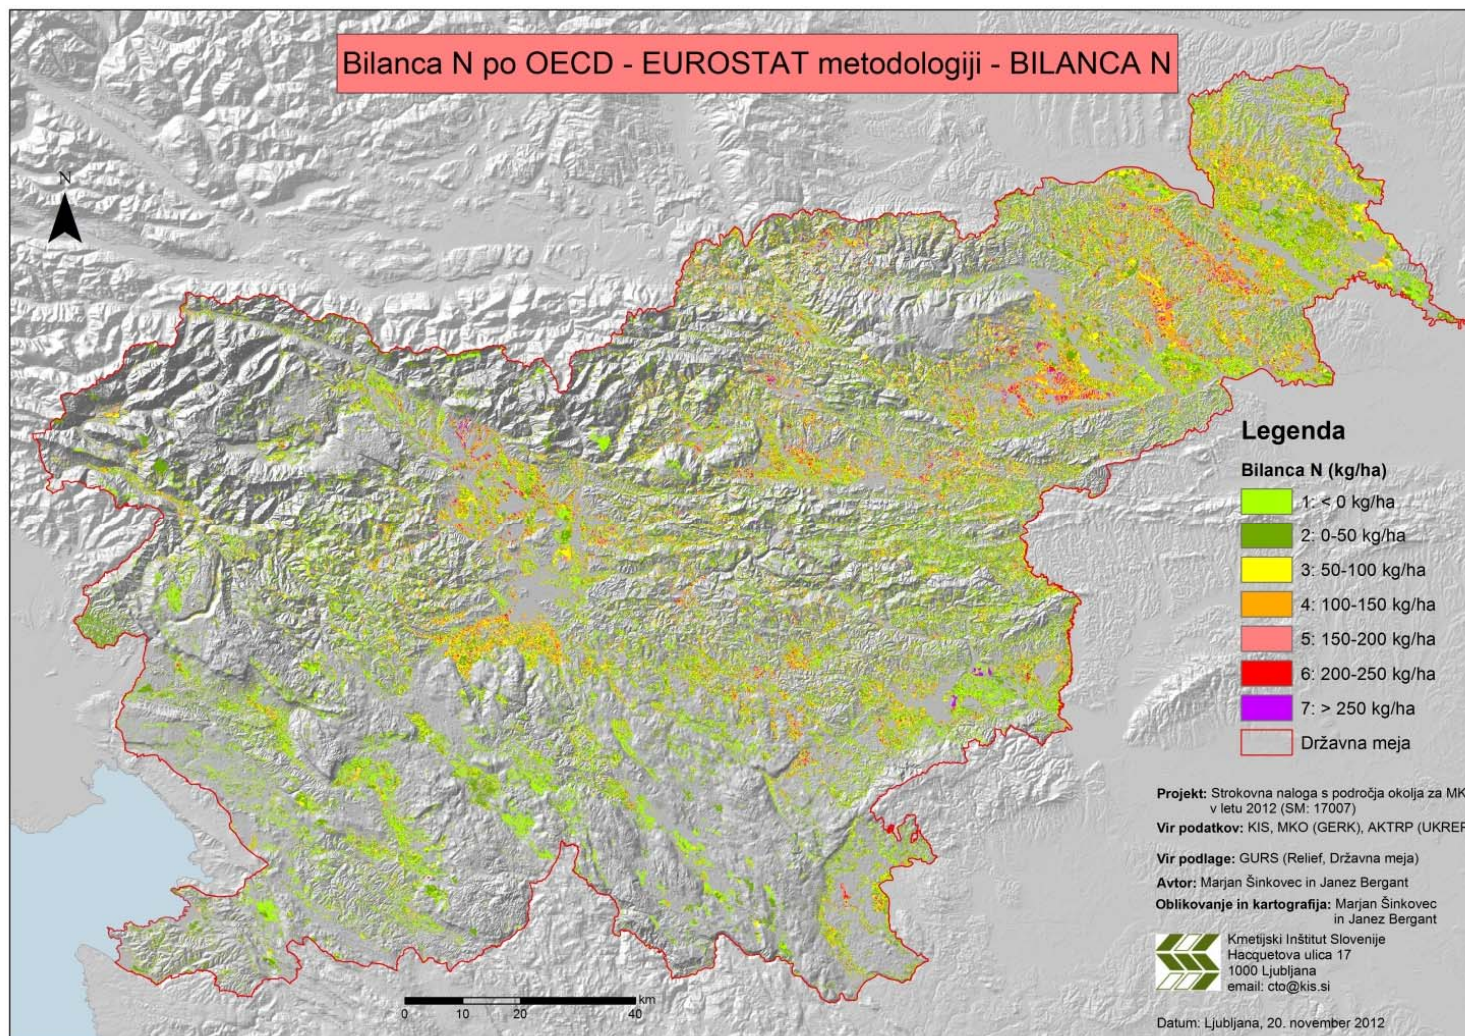 Bilanca N po OECD - EUROSTAT metodologiji - BILANCA N
N
Legenda
Bilanca N (kg/ha)
1: < 0 kg/ha
2: 0-50 kg/ha
3: 50-100 kg/ha
4: 100-150 kg/ha
5: 150-200 kg/ha
6: 200-250 kg/ha
7: > 250 kg/ha
Državna meja
Projekt: Strokovna naloga s področja okolja za MK
v letu 2012 (SM: 17007)
Vir podatkov: KIS, MKO (GERK), AKTRP (UKREP
Vir podlage: GURS (Relief, Državna meja)
Avtor: Marjan Šinkovec in Janez Bergant
Oblikovanje in kartografija: Marjan Šinkovec
in Janez Bergant
Kmetijski Inštitut Slovenije
Hacquetova ulica 17
1000 Ljubljana
email: cto@kis.si
Datum: Ljubljana, 20. november 2012
km
0 10 20 40